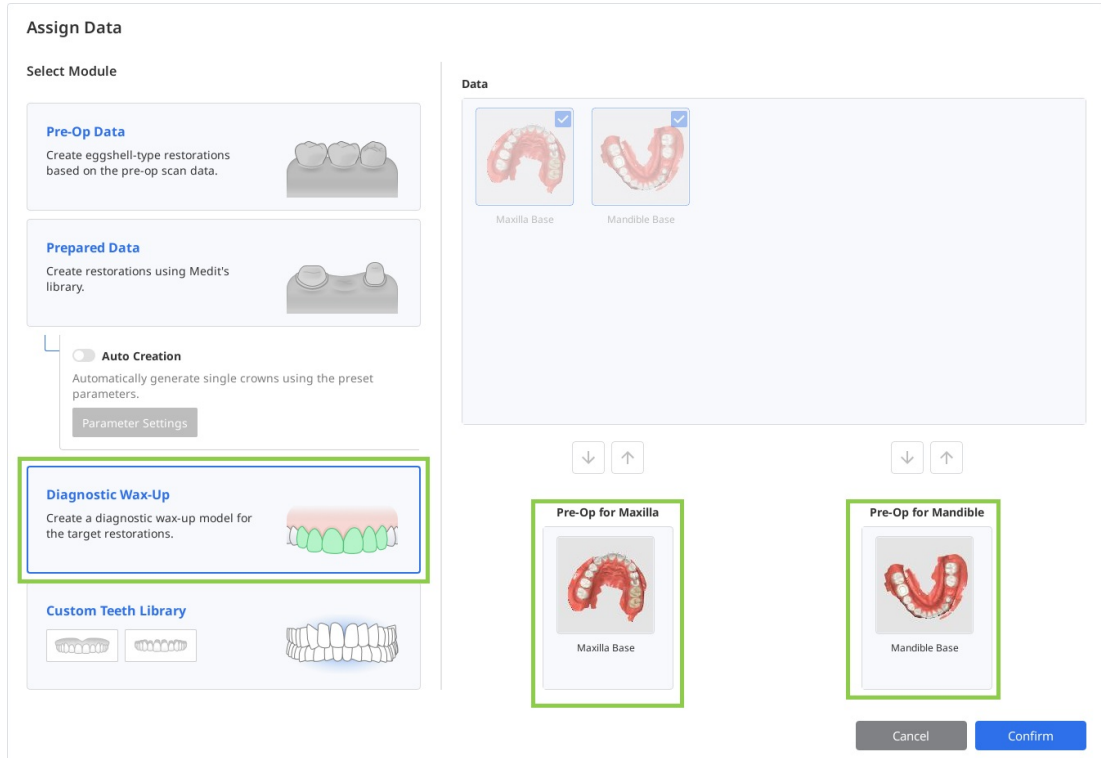 Assign Data
Select Module
Pre-Op Data
Create eggshell-type restorations
based on the pre-op scan data.
Prepared Data
Create restorations using Medit's
library.
Auto Creation
Automatically generate single crowns using the preset
parameters.
Parameter Settings
Diagnostic Wax-Up
Create a diagnostic wax-up model for
the target restorations.
Custom Teeth Library
Data
Maxilla Base
Mandible Base
Pre-Op for Maxilla
Maxilla Base
Pre-Op for Mandible
Mandible Base
Cancel
Confirm